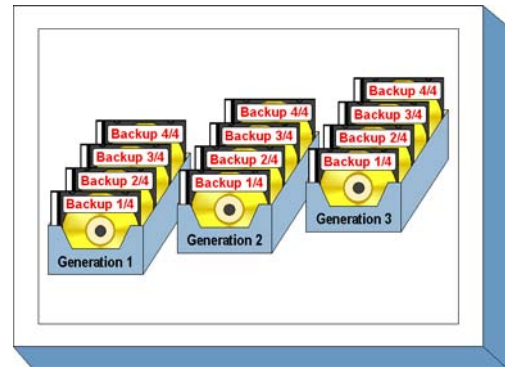 Backup 4/4
Backup 3/4
Backup 2/4
Backup 1/4
Generation 1
Backup 4/4
Backup 3/4
Backup 2/4
Backup 1/4
Generation 2
Backup 4/4
Backup 3/4
Backup 2/4
Backup 1/4
Generation 3